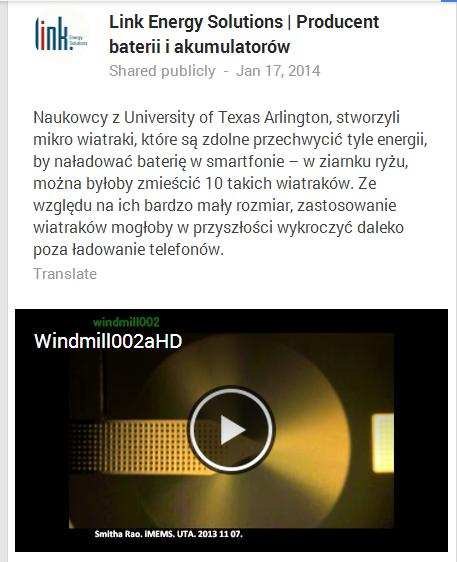 link.
Energy
Solutions
Link Energy Solutions | Producent
baterii i akumulatorów
Shared publicly - Jan 17, 2014
Naukowcy z University of Texas Arlington, stworzyli
mikro wiatraki, które są zdolne przechwycić tyle energii,
by naładować baterię w smartfonie – w ziarnku ryżu,
można byłoby zmieścić 10 takich wiatraków. Ze
względu na ich bardzo mały rozmiar, zastosowanie
wiatraków mogłoby w przyszłości wykroczyć daleko
poza ładowanie telefonów.
Translate
windmill002
Windmill002aHD
Smitha Rao. IMEMS. UTA. 2013 11 07.